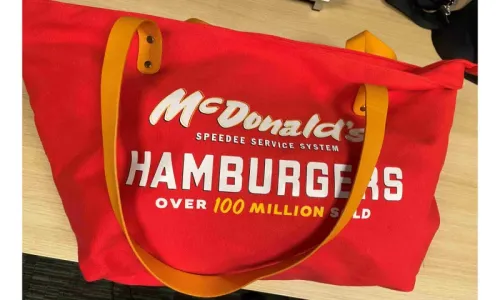 McDonald's
SPEEDEE SERVICE SYSTEM
HAMBURGERS
OVER 100 MILLION SOLD